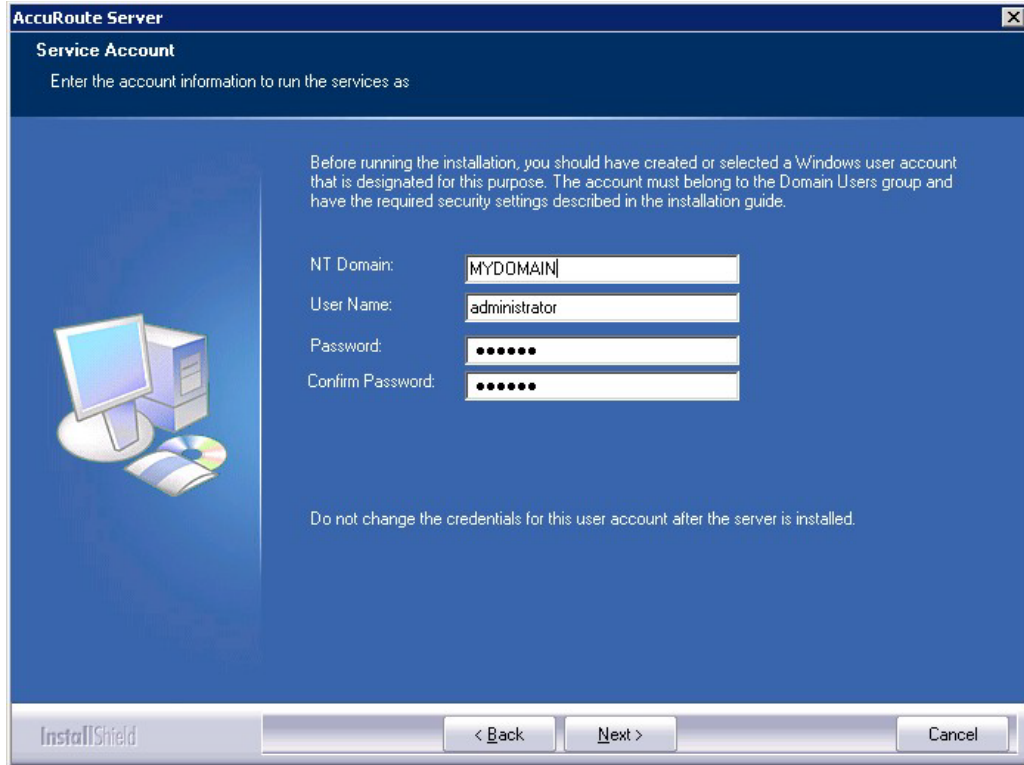 AccuRoute Server
Service Account
Enter the account information to run the services as
Before running the installation, you should have created or selected a Windows user account
that is designated for this purpose. The account must belong to the Domain Users group and
have the required security settings described in the installation guide.
NT Domain: MYDOMAIN
User Name: administrator
Password: ●●●●●●
Confirm Password: ●●●●●●
Do not change the credentials for this user account after the server is installed.
InstallShield < Back Next > Cancel